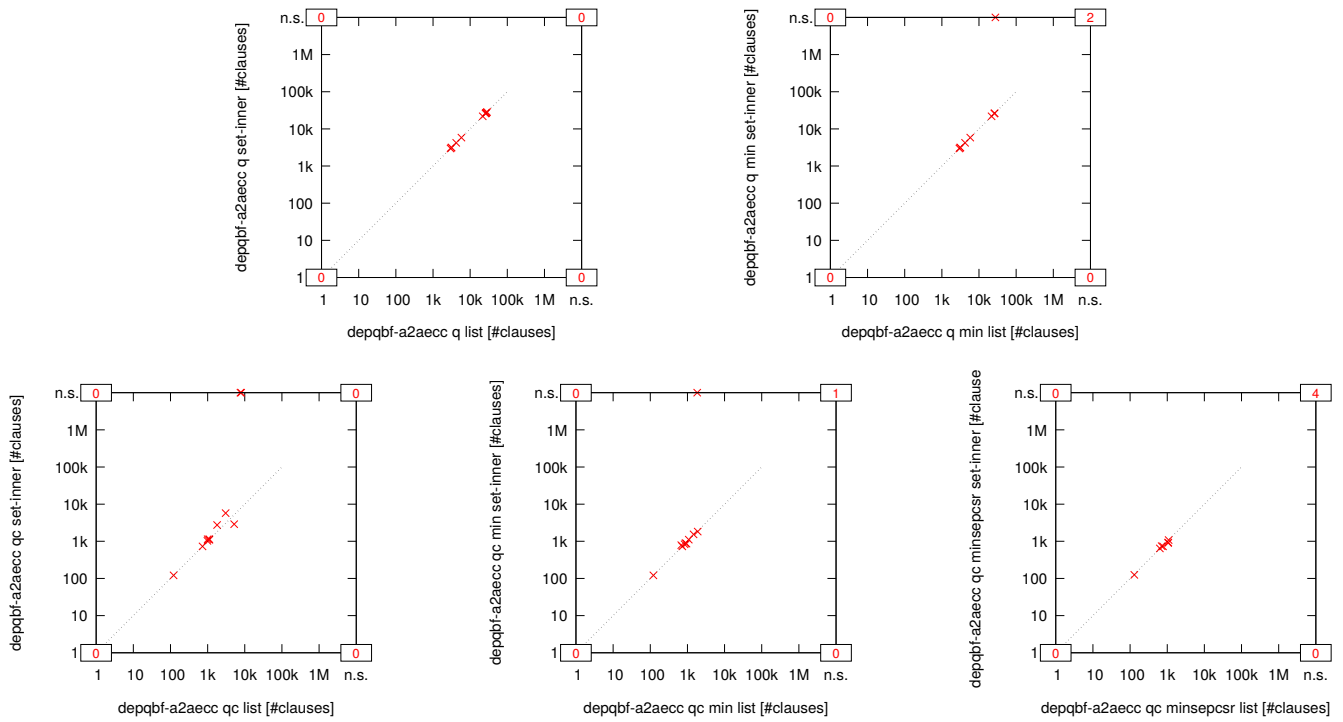 n.s.
0
0
1M
100k
10k
1k
100
10
1
0
0
1
10
100
1k
10k
100k
1M
n.s.
depqbf-a2aecc q set-inner [#clauses]
depqbf-a2aecc q list [#clauses]
n.s.
0
2
1M
100k
10k
1k
100
10
1
0
0
1
10
100
1k
10k
100k
1M
n.s.
depqbf-a2aecc q min set-inner [#clauses]
depqbf-a2aecc q min list [#clauses]
n.s.
0
0
1M
100k
10k
1k
100
10
1
0
0
1
10
100
1k
10k
100k
1M
n.s.
depqbf-a2aecc qc set-inner [#clauses]
depqbf-a2aecc qc list [#clauses]
n.s.
0
1
1M
100k
10k
1k
100
10
1
0
0
1
10
100
1k
10k
100k
1M
n.s.
depqbf-a2aecc qc min set-inner [#clauses]
depqbf-a2aecc qc min list [#clauses]
n.s.
0
4
1M
100k
10k
1k
100
10
1
0
0
1
10
100
1k
10k
100k
1M
n.s.
depqbf-a2aecc qc minsepcsr set-inner [#clause
depqbf-a2aecc qc minsepcsr list [#clauses]